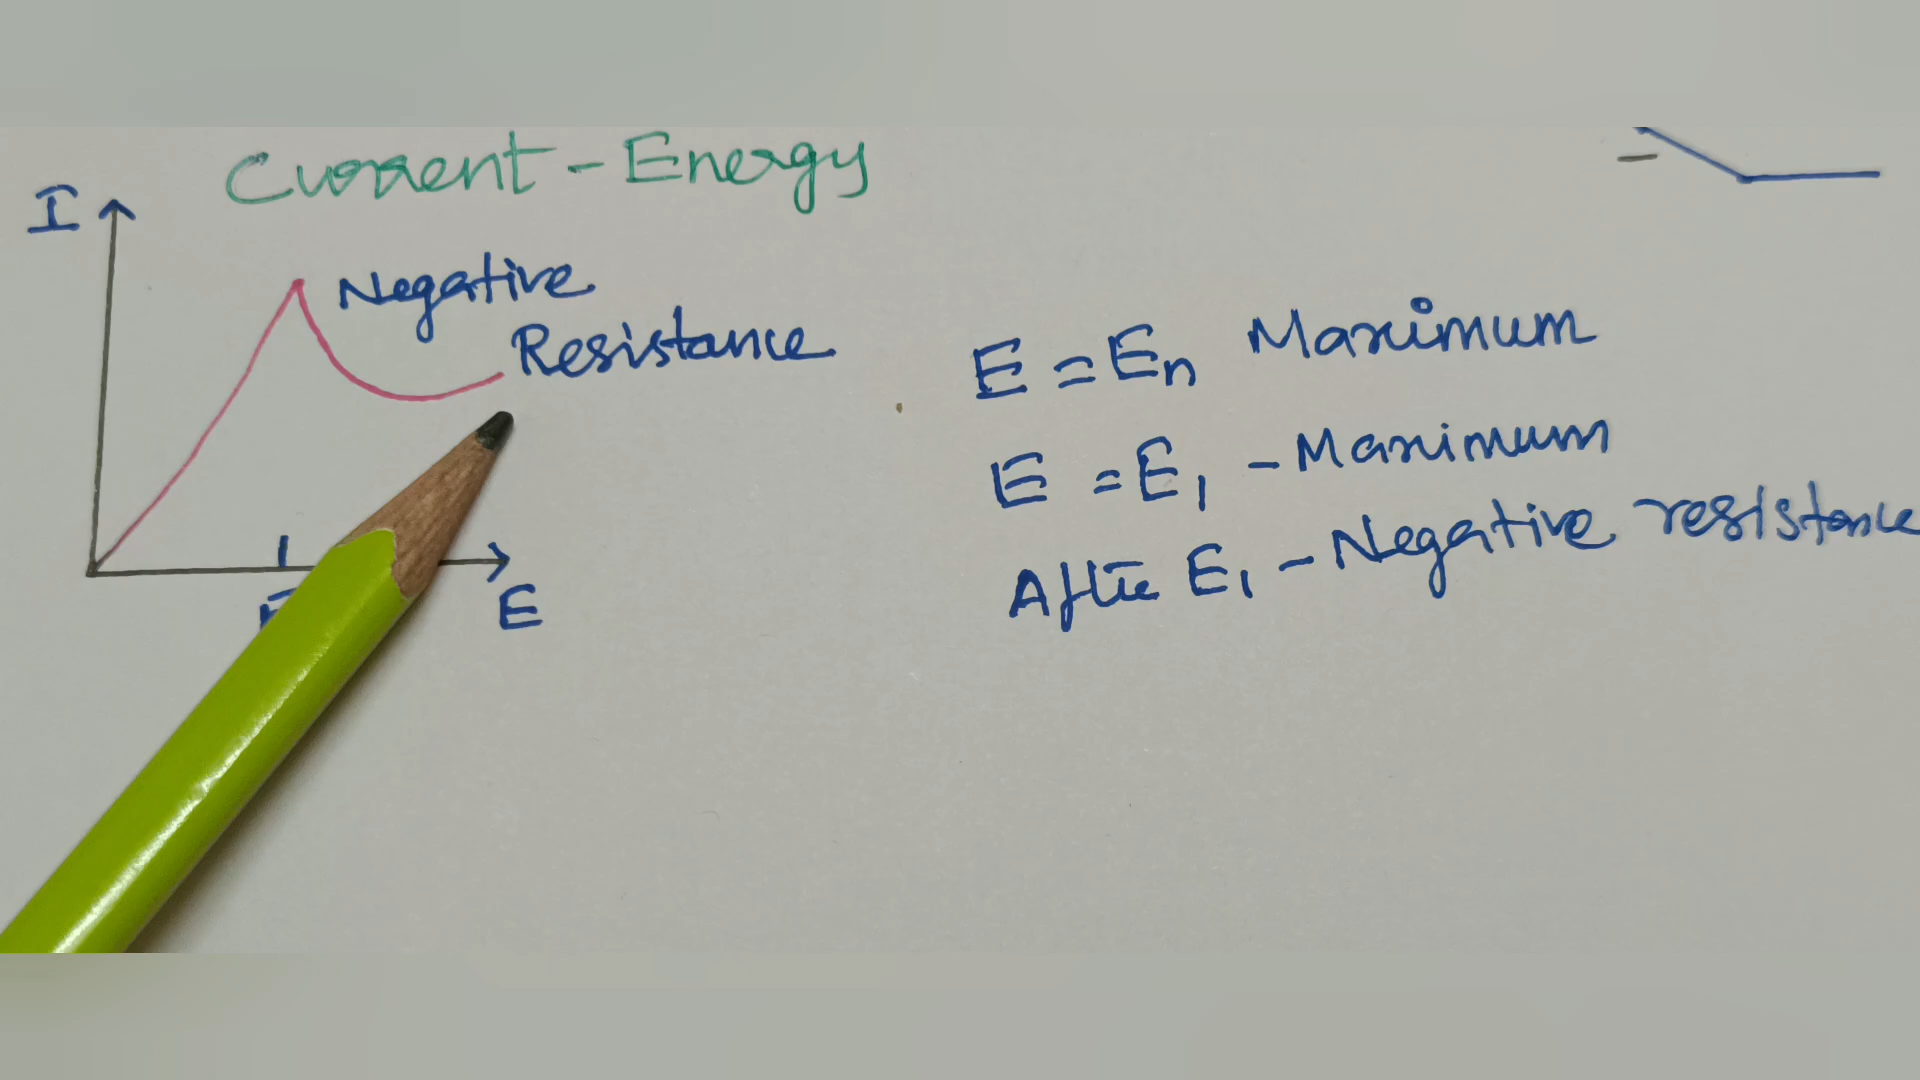 Current - Energy
I
Negative
Resistance
E = En Maximum
E = E1 - Maximum
After E1 - Negative resistance
E